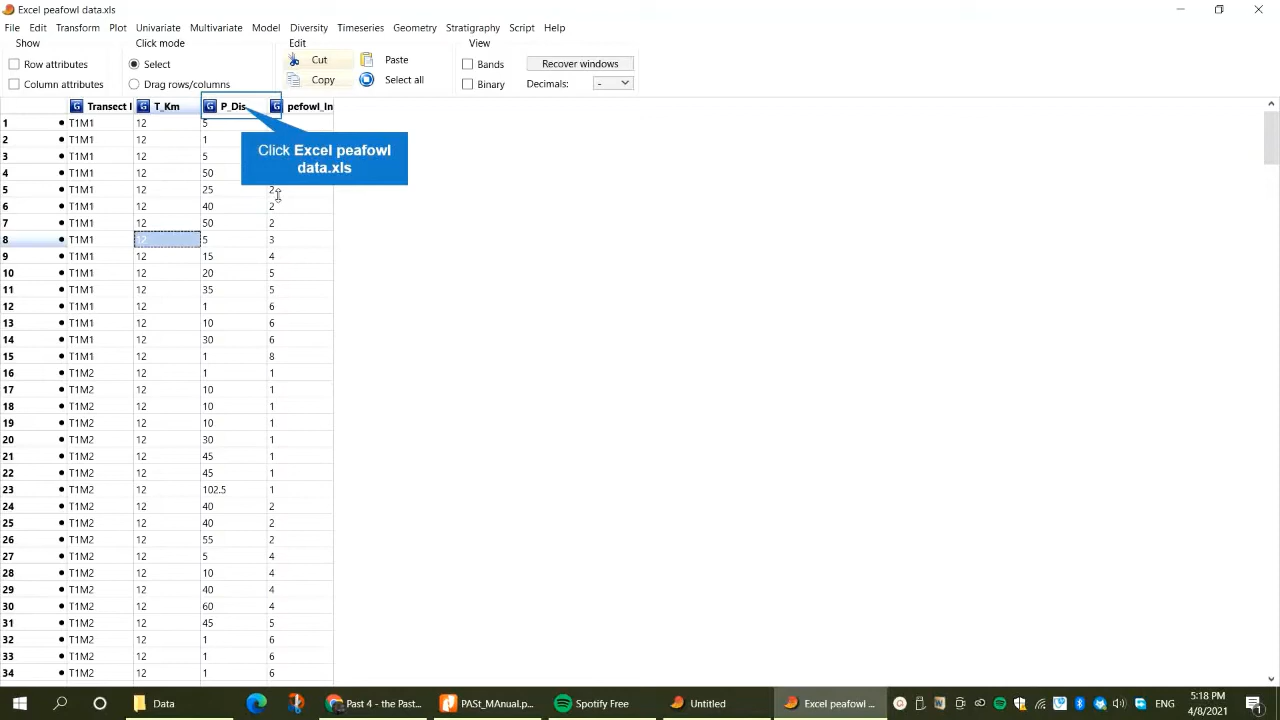 Excel peafowl data.xls
File Edit Transform Plot Univariate Multivariate Model Diversity Timeseries Geometry Stratigraphy Script Help
Show Click mode Edit View
Row attributes Select Cut Paste Bands Recover windows
Column attributes Drag rows/columns Copy Select all Binary Decimals: -
G Transect I G T_Km G P_Dis G pefowl_In
1 • T1M1 12 5
2 • T1M1 12 1
3 • T1M1 12 5
4 • T1M1 12 50
5 • T1M1 12 25 2
6 • T1M1 12 40 2
7 • T1M1 12 50 2
8 • T1M1 12 5 3
9 • T1M1 12 15 4
10 • T1M1 12 20 5
11 • T1M1 12 35 5
12 • T1M1 12 1 6
13 • T1M1 12 10 6
14 • T1M1 12 30 6
15 • T1M1 12 1 8
16 • T1M2 12 1 1
17 • T1M2 12 10 1
18 • T1M2 12 10 1
19 • T1M2 12 10 1
20 • T1M2 12 30 1
21 • T1M2 12 45 1
22 • T1M2 12 45 1
23 • T1M2 12 102.5 1
24 • T1M2 12 40 2
25 • T1M2 12 40 2
26 • T1M2 12 55 2
27 • T1M2 12 5 4
28 • T1M2 12 10 4
29 • T1M2 12 40 4
30 • T1M2 12 60 4
31 • T1M2 12 45 5
32 • T1M2 12 1 6
33 • T1M2 12 1 6
34 • T1M2 12 1 6
Click Excel peafowl
data.xls
Data Past 4 - the Past... PASt_MAnual.p... Spotify Free Untitled Excel peafowl ... ENG
5:18 PM
4/8/2021
1